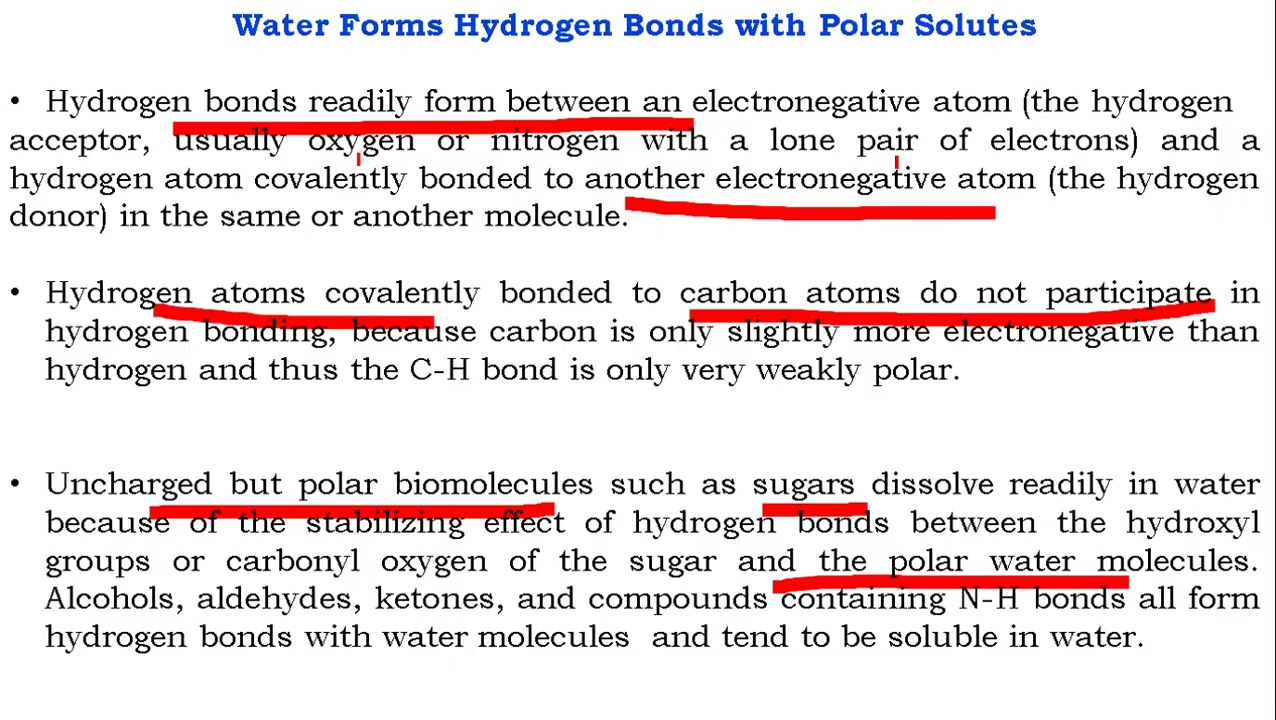 Water Forms Hydrogen Bonds with Polar Solutes
• Hydrogen bonds readily form between an electronegative atom (the hydrogen
acceptor, usually oxygen or nitrogen with a lone pair of electrons) and a
hydrogen atom covalently bonded to another electronegative atom (the hydrogen
donor) in the same or another molecule.
• Hydrogen atoms covalently bonded to carbon atoms do not participate in
hydrogen bonding, because carbon is only slightly more electronegative than
hydrogen and thus the C-H bond is only very weakly polar.
• Uncharged but polar biomolecules such as sugars dissolve readily in water
because of the stabilizing effect of hydrogen bonds between the hydroxyl
groups or carbonyl oxygen of the sugar and the polar water molecules.
Alcohols, aldehydes, ketones, and compounds containing N-H bonds all form
hydrogen bonds with water molecules and tend to be soluble in water.